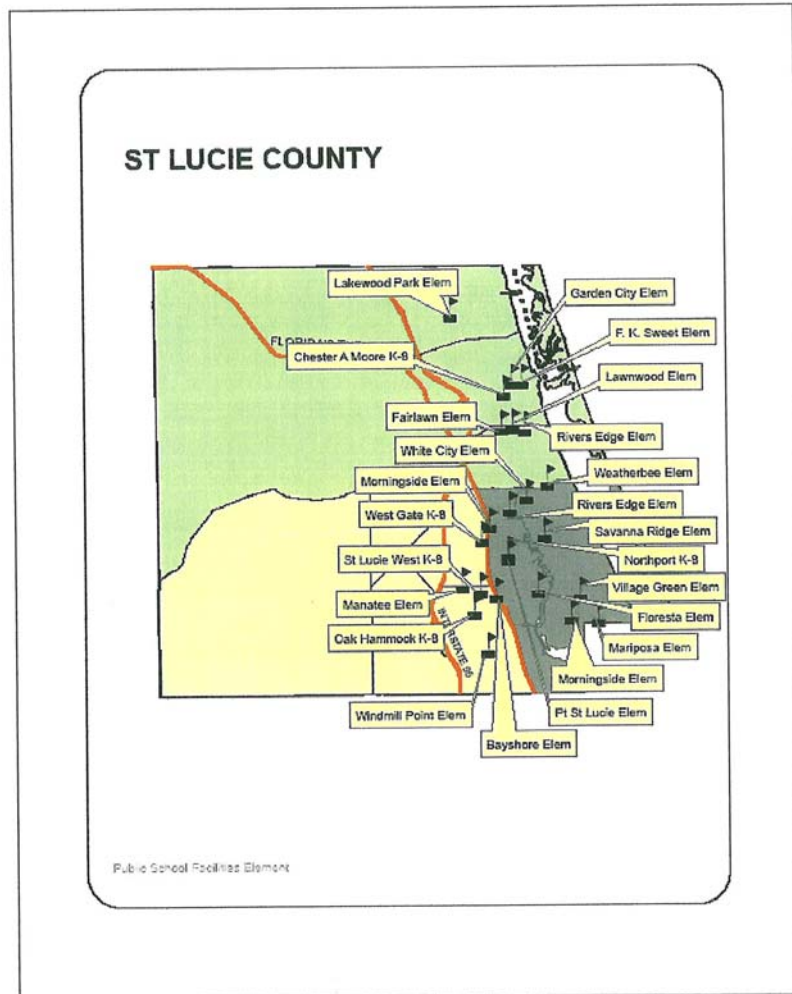 ST LUCIE COUNTY
Lakewood Park Elem
Garden City Elem
F. K. Sweet Elem
Chester A Moore K-8
Lawnwood Elem
Fairlawn Elem
Rivers Edge Elem
White City Elem
Weatherbee Elem
Morningside Elem
Rivers Edge Elem
West Gate K-8
Savanna Ridge Elem
St Lucie West K-8
Northport K-8
Village Green Elem
Manatee Elem
Floresta Elem
Oak Hammock K-8
INTERSTATE 95
Mariposa Elem
Morningside Elem
Windmill Point Elem
Pt St Lucie Elem
Bayshore Elem
Public School Facilities Element